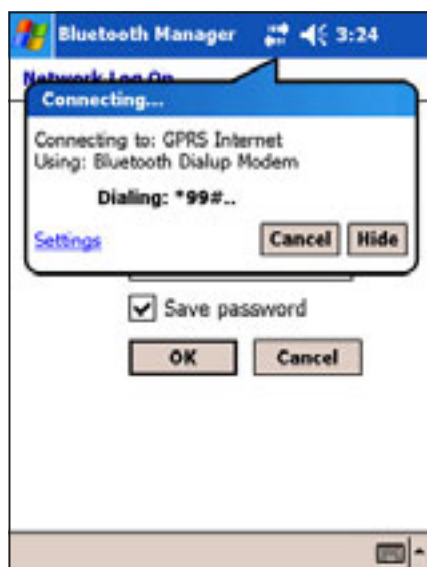 Bluetooth Manager 3:24
Network Log On
Connecting...
Connecting to: GPRS Internet
Using: Bluetooth Dialup Modem
Dialing: *99#..
Settings Cancel Hide
Save password
OK Cancel